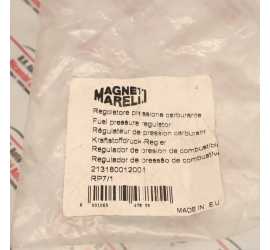 MAGNETI
MARELLI
Regolatore pressione carburante
Fuel pressure regulator
Régulateur de pression carburant
Kraftstoffdruck-Regler
Regulador de presion de combustible
Regulador de pressão de combustível
213180012001
RP7/1
MADE IN E.U.